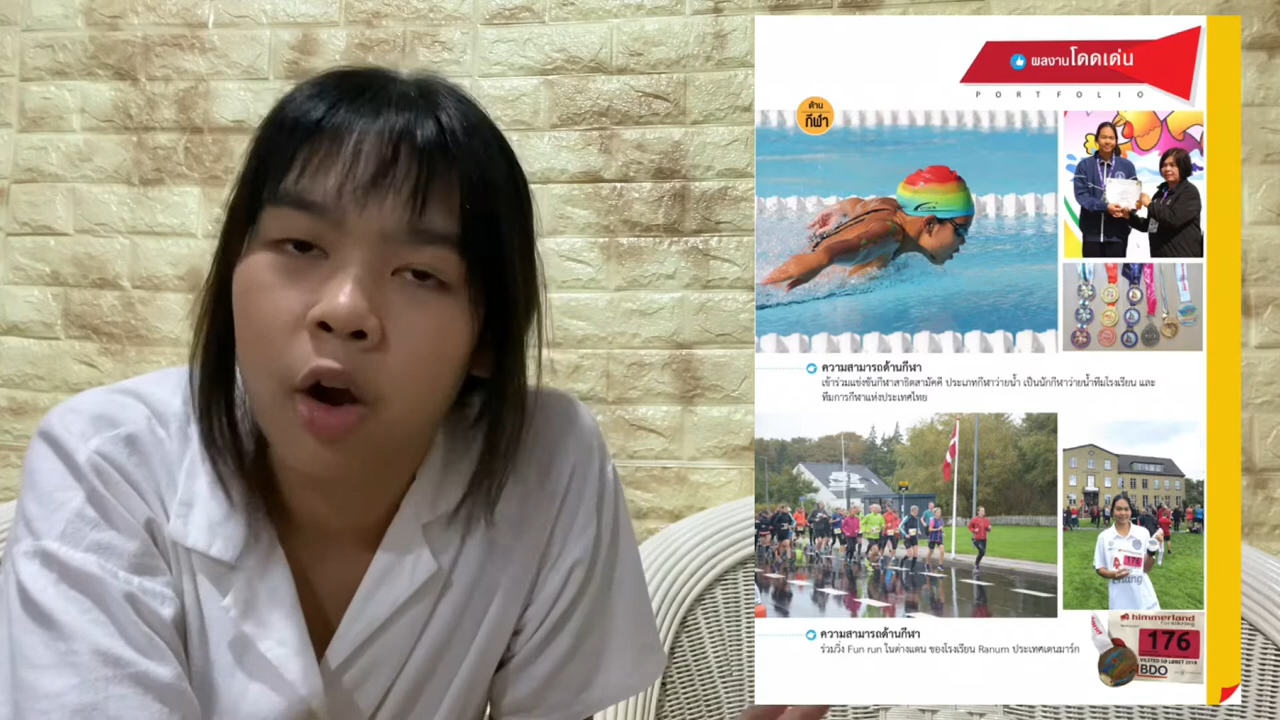 ผลงานโดดเด่น
PORTFOLIO
ด้าน
กีฬา
ความสามารถด้านกีฬา
เข้าร่วมแข่งขันกีฬาสาธิตสามัคคี ประเภทกีฬาว่ายน้ำ เป็นนักกีฬาว่ายน้ำทีมโรงเรียน และ
ทีมการกีฬาแห่งประเทศไทย
176
ความสามารถด้านกีฬา
ร่วมวิ่ง Fun run ในต่างแดน ของโรงเรียน Ranum ประเทศเดนมาร์ก
himmerland
176
BDO